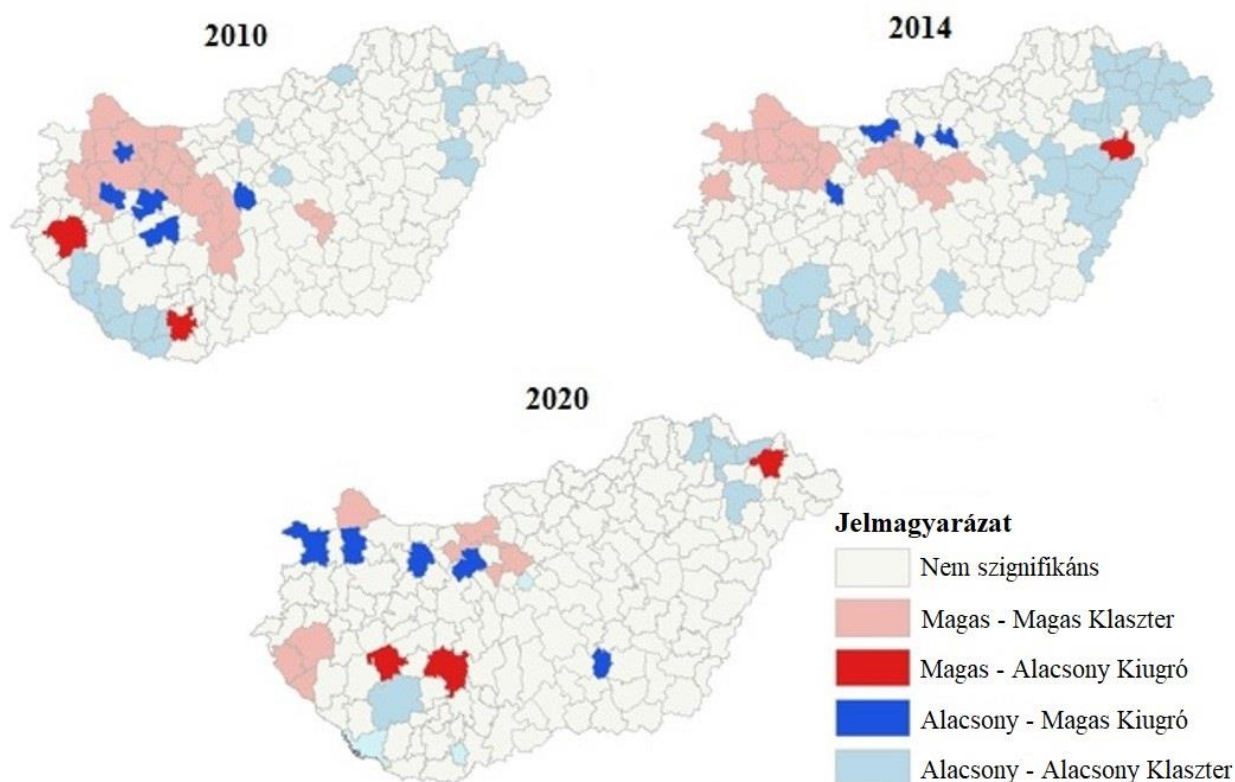 2010
2014
2020
Jelmagyarázat
Nem szignifikáns
Magas - Magas Klaszter
Magas - Alacsony Kiugró
Alacsony - Magas Kiugró
Alacsony - Alacsony Klaszter